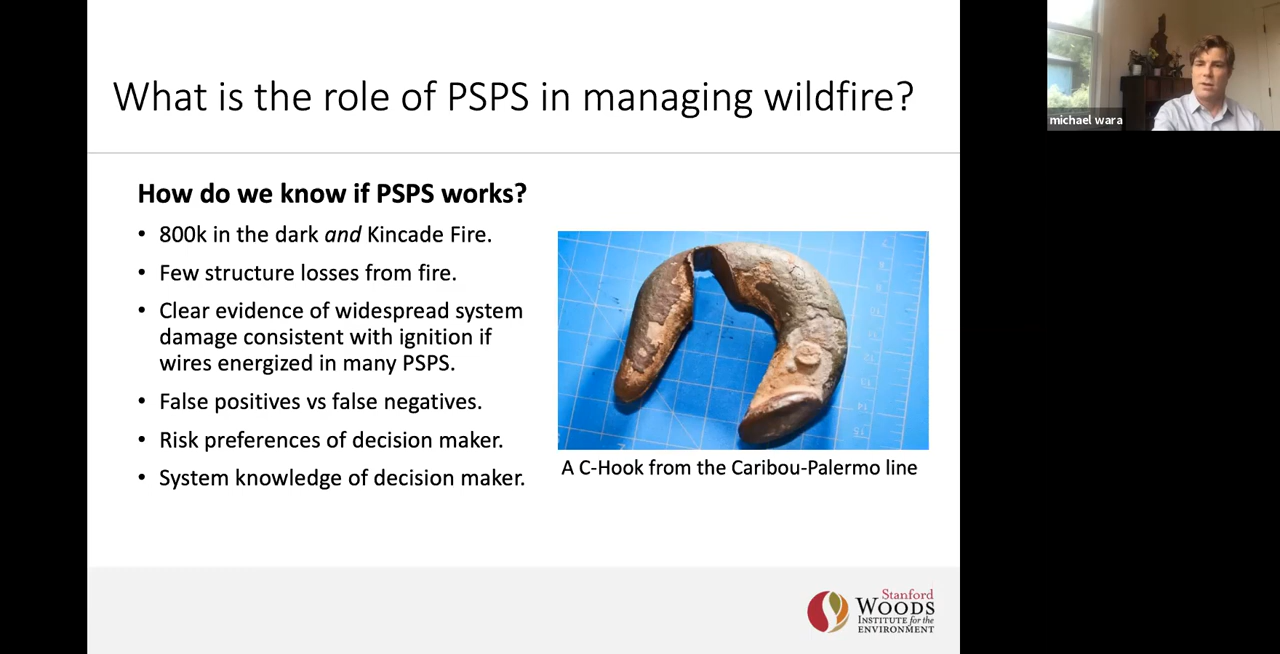 What is the role of PSPS in managing wildfire?
michael wara
How do we know if PSPS works?
• 800k in the dark and Kincade Fire.
• Few structure losses from fire.
• Clear evidence of widespread system
damage consistent with ignition if
wires energized in many PSPS.
• False positives vs false negatives.
• Risk preferences of decision maker.
• System knowledge of decision maker.
A C-Hook from the Caribou-Palermo line
Stanford
WOODS
INSTITUTE for the
ENVIRONMENT